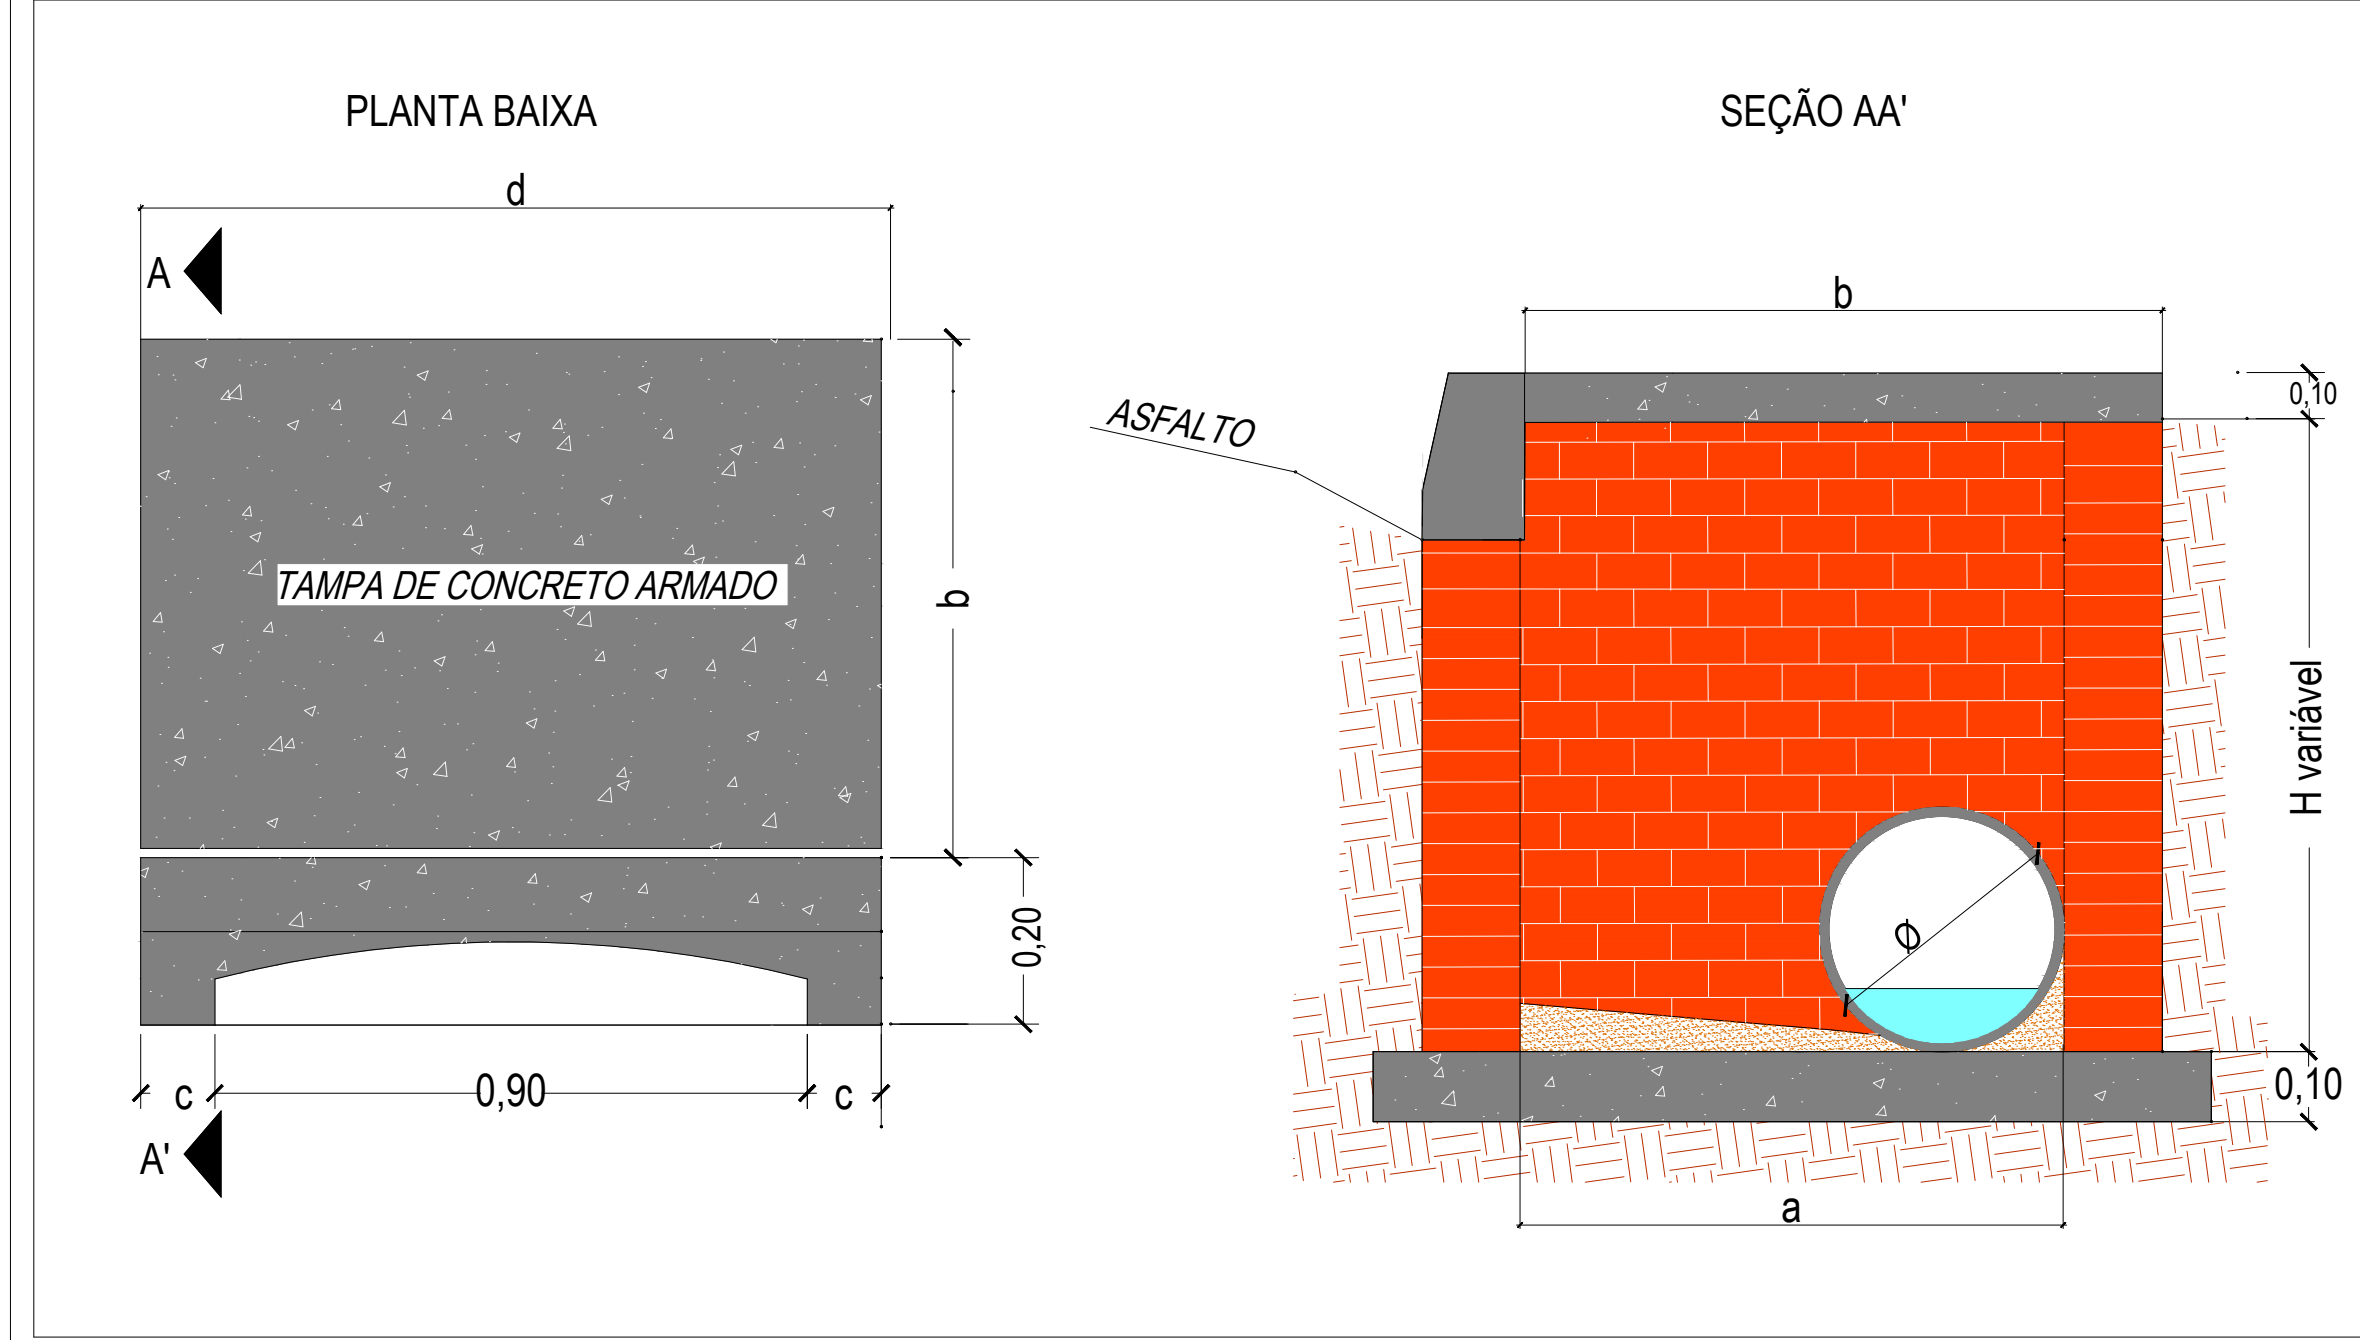 PLANTA BAIXA
SEÇÃO AA'
d
A
b
0,10
ASFALTO
TAMPA DE CONCRETO ARMADO
b
H variável
0,20
Ø
c
0,90
c
0,10
A'
a